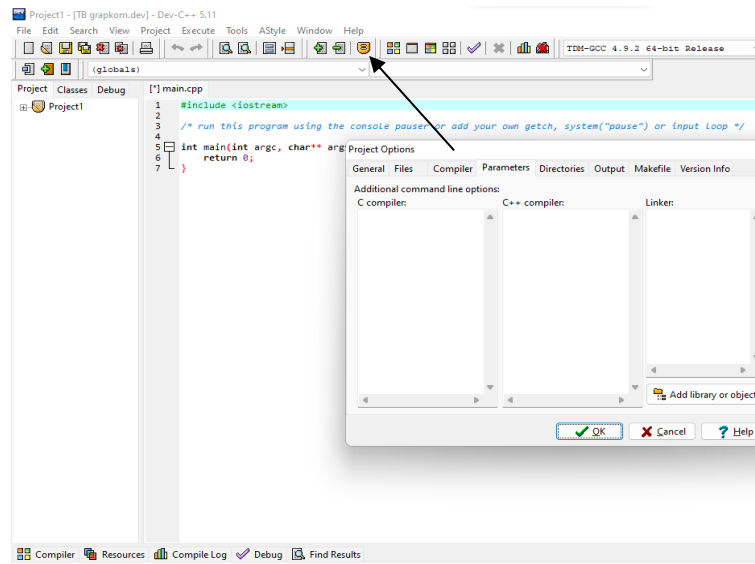 Project1 - [TB grapkom.dev] - Dev-C++ 5.11
File Edit Search View Project Execute Tools AStyle Window Help
TDM-GCC 4.9.2 64-bit Release
(globals)
Project Classes Debug
[*] main.cpp
Project1
1 #include <iostream>
2
3 /* run this program using the console pauser or add your own getch, system("pause") or input loop */
4
5 int main(int argc, char** arg
6 return 0;
7 }
Project Options
General Files Compiler Parameters Directories Output Makefile Version Info
Additional command line options:
C compiler: C++ compiler: Linker:
Add library or object
OK Cancel ? Help
Compiler Resources Compile Log Debug Find Results